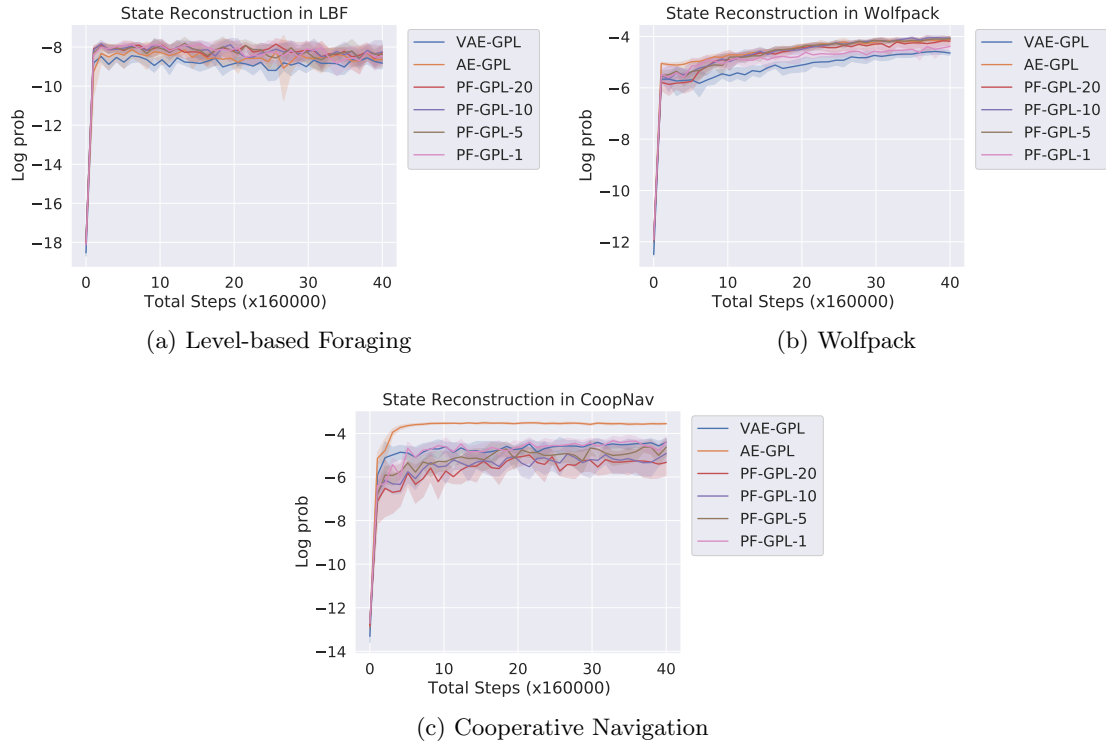 State Reconstruction in LBF
Log prob
−8
−10
−12
−14
−16
−18
0 10 20 30 40
Total Steps (x160000)
VAE-GPL
AE-GPL
PF-GPL-20
PF-GPL-10
PF-GPL-5
PF-GPL-1
(a) Level-based Foraging
State Reconstruction in Wolfpack
Log prob
−4
−6
−8
−10
−12
0 10 20 30 40
Total Steps (x160000)
VAE-GPL
AE-GPL
PF-GPL-20
PF-GPL-10
PF-GPL-5
PF-GPL-1
(b) Wolfpack
State Reconstruction in CoopNav
Log prob
−4
−6
−8
−10
−12
−14
0 10 20 30 40
Total Steps (x160000)
VAE-GPL
AE-GPL
PF-GPL-20
PF-GPL-10
PF-GPL-5
PF-GPL-1
(c) Cooperative Navigation